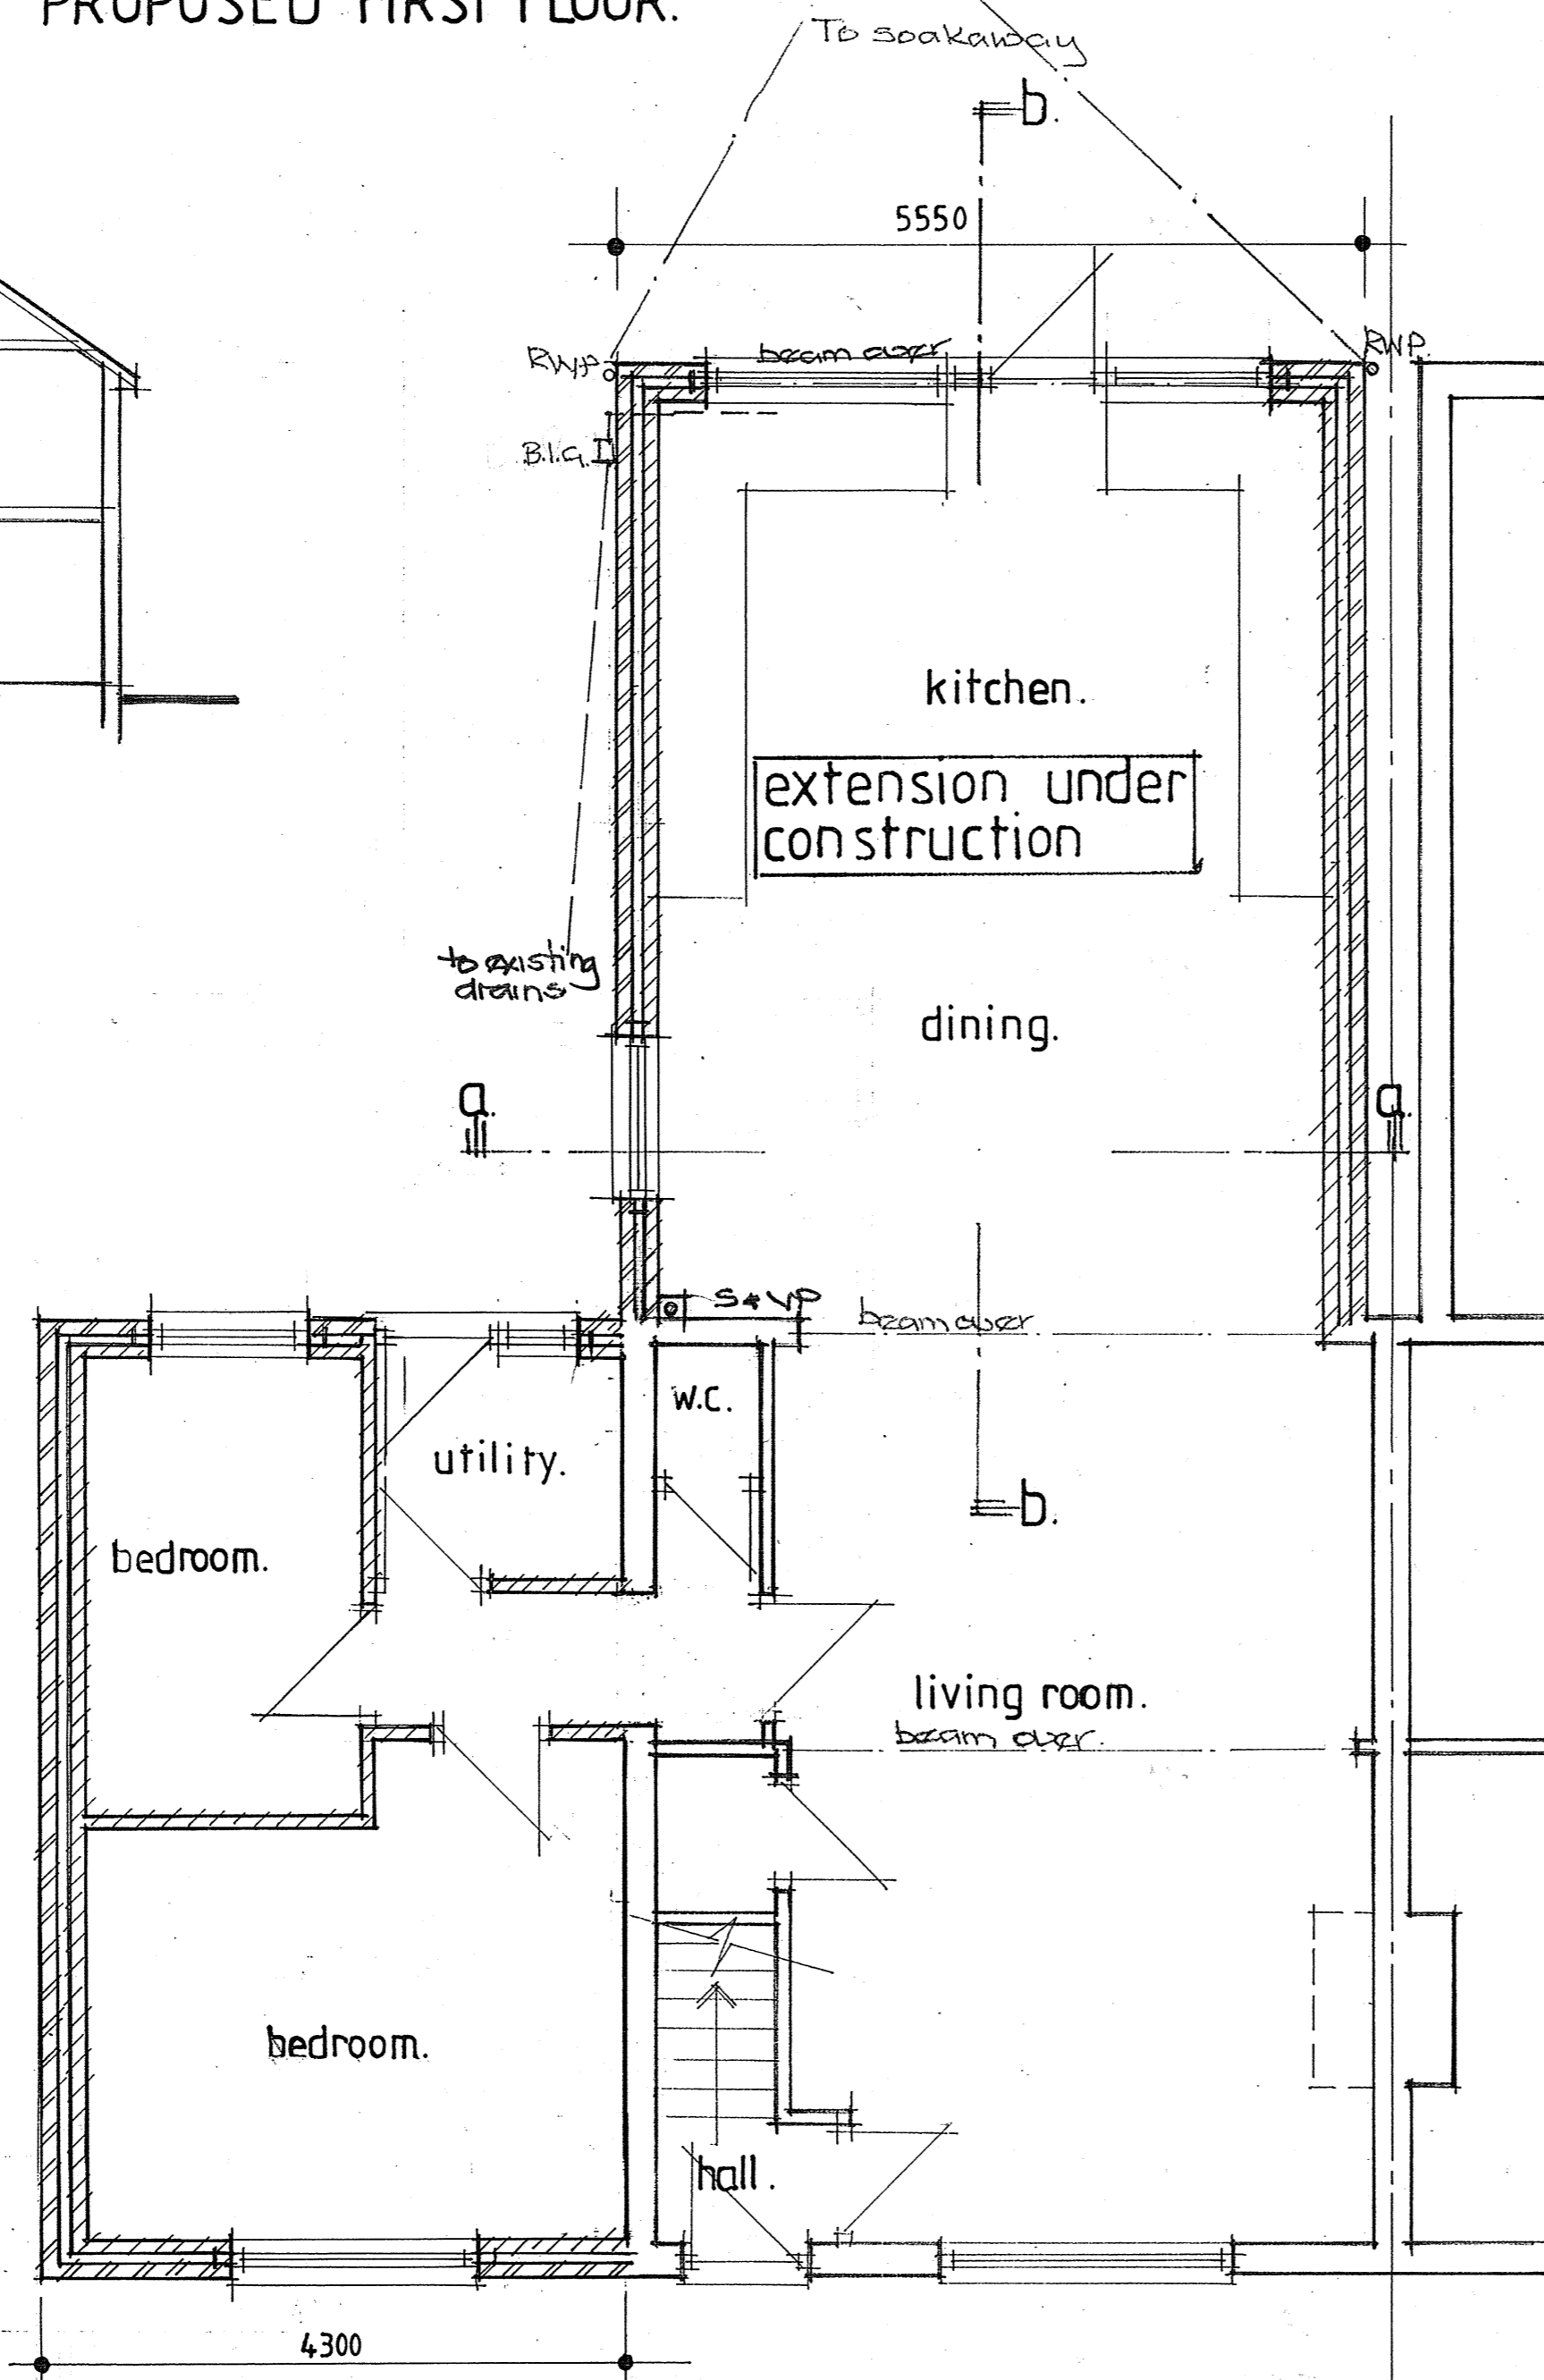 PROPOSED FIRST FLOOR.
To soakaway
b.
5550
RWP.
beam over
RWP.
B.I.G.
kitchen.
extension under
construction
to existing
drains
dining.
a.
a.
S+VP
beam over
W.C.
utility.
b.
bedroom.
living room.
beam over.
bedroom.
hall.
4300